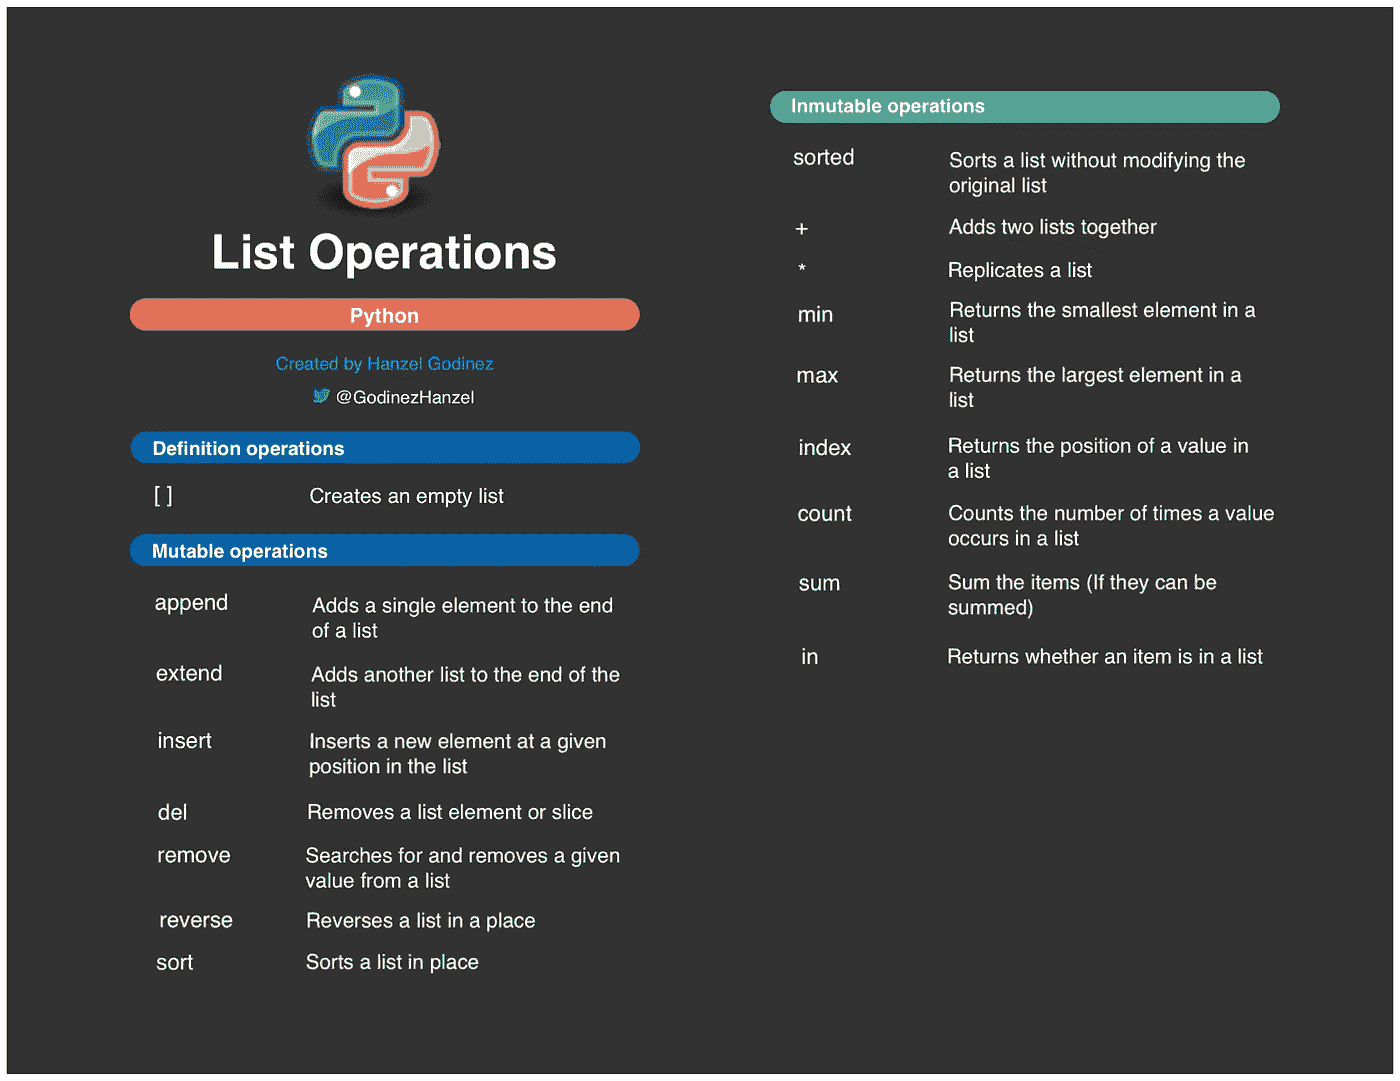 List Operations
Python
Created by Hanzel Godinez
@GodinezHanzel
Definition operations
[ ] Creates an empty list
Mutable operations
append Adds a single element to the end
of a list
extend Adds another list to the end of the
list
insert Inserts a new element at a given
position in the list
del Removes a list element or slice
remove Searches for and removes a given
value from a list
reverse Reverses a list in a place
sort Sorts a list in place
Inmutable operations
sorted Sorts a list without modifying the
original list
+ Adds two lists together
* Replicates a list
min Returns the smallest element in a
list
max Returns the largest element in a
list
index Returns the position of a value in
a list
count Counts the number of times a value
occurs in a list
sum Sum the items (If they can be
summed)
in Returns whether an item is in a list